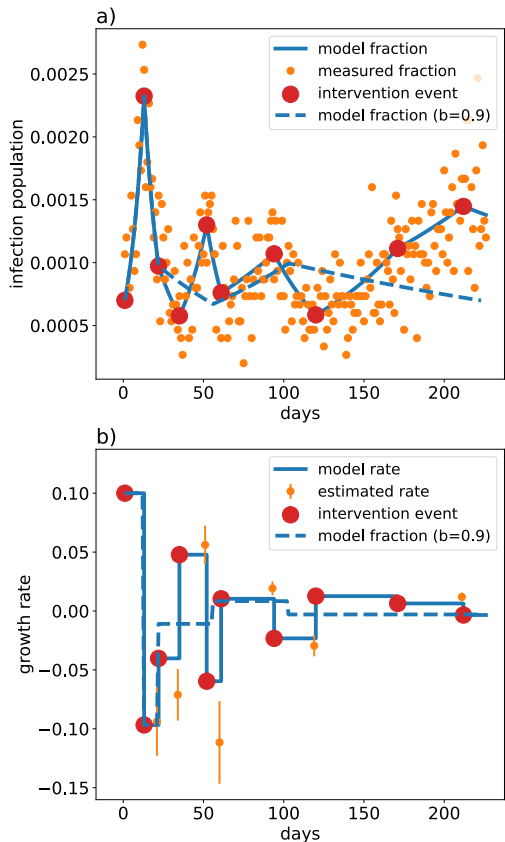 a)
model fraction
measured fraction
intervention event
model fraction (b=0.9)
infection population
0.0025
0.0020
0.0015
0.0010
0.0005
0 50 100 150 200
days
b)
model rate
estimated rate
intervention event
model fraction (b=0.9)
growth rate
0.10
0.05
0.00
−0.05
−0.10
−0.15
0 50 100 150 200
days